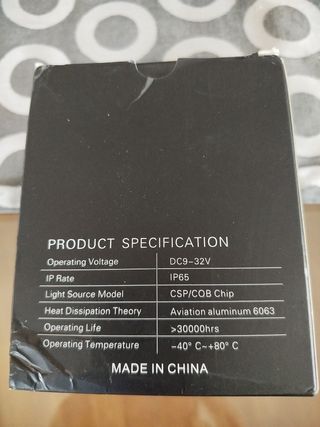 PRODUCT SPECIFICATION
Operating Voltage DC9-32V
IP Rate IP65
Light Source Model CSP/COB Chip
Heat Dissipation Theory Aviation aluminum 6063
Operating Life >30000hrs
Operating Temperature -40° C~+80° C
MADE IN CHINA